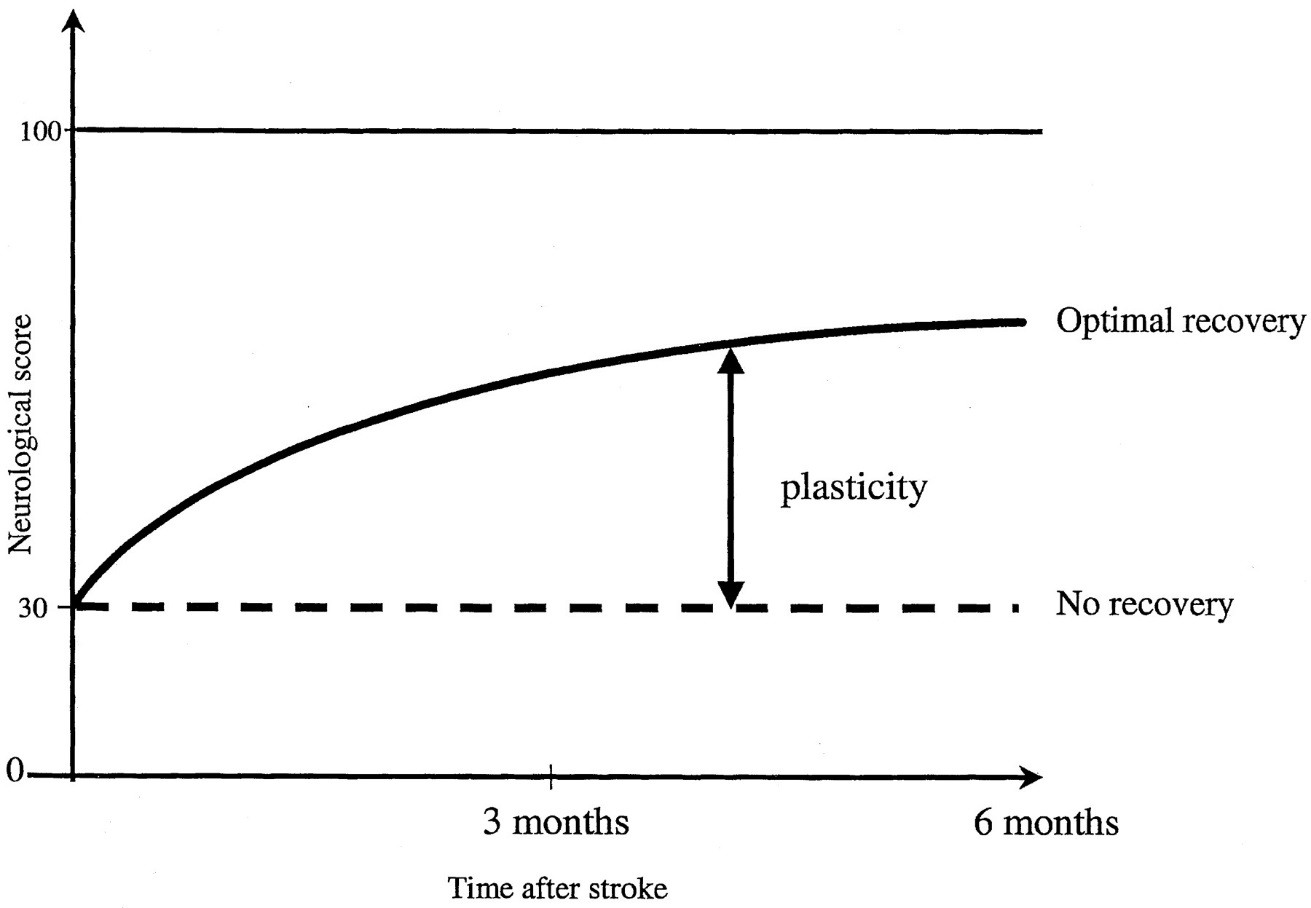 100
Optimal recovery
Neurological score
plasticity
30
No recovery
0
3 months
6 months
Time after stroke